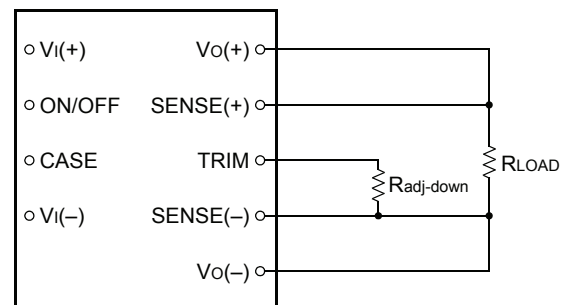 VI(+)
VO(+)
ON/OFF
SENSE(+)
CASE
TRIM
RLOAD
Radj-down
VI(–)
SENSE(–)
VO(–)